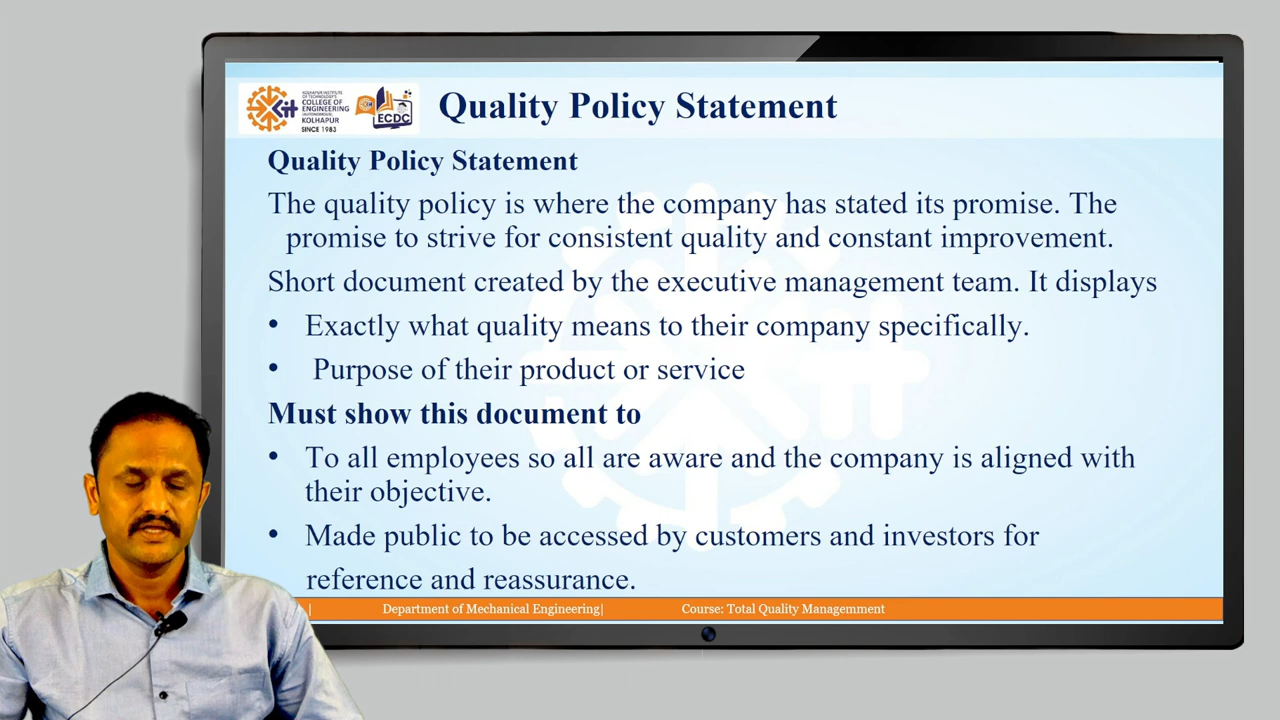 KOLHAPUR INSTITUTE
OF TECHNOLOGY'S
COLLEGE OF
ENGINEERING
(AUTONOMOUS),
KOLHAPUR
SINCE 1983
ECDC
Quality Policy Statement
Quality Policy Statement
The quality policy is where the company has stated its promise. The
promise to strive for consistent quality and constant improvement.
Short document created by the executive management team. It displays
• Exactly what quality means to their company specifically.
• Purpose of their product or service
Must show this document to
• To all employees so all are aware and the company is aligned with
their objective.
• Made public to be accessed by customers and investors for
reference and reassurance.
| Department of Mechanical Engineering| Course: Total Quality Managemment